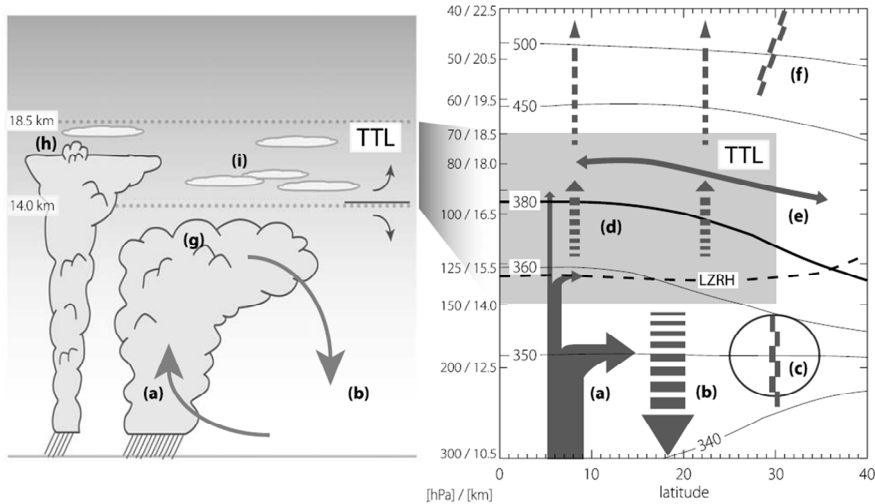 18.5 km
(h)
TTL
(i)
14.0 km
(g)
(a)
(b)
40 / 22.5
50 / 20.5
60 / 19.5
70 / 18.5
80 / 18.0
100 / 16.5
125 / 15.5
150 / 14.0
200 / 12.5
300 / 10.5
[hPa] / [km]
500
(f)
450
TTL
380
(d)
(e)
360
LZRH
350
(a)
(b)
(c)
340
0 10 20 30 40
latitude